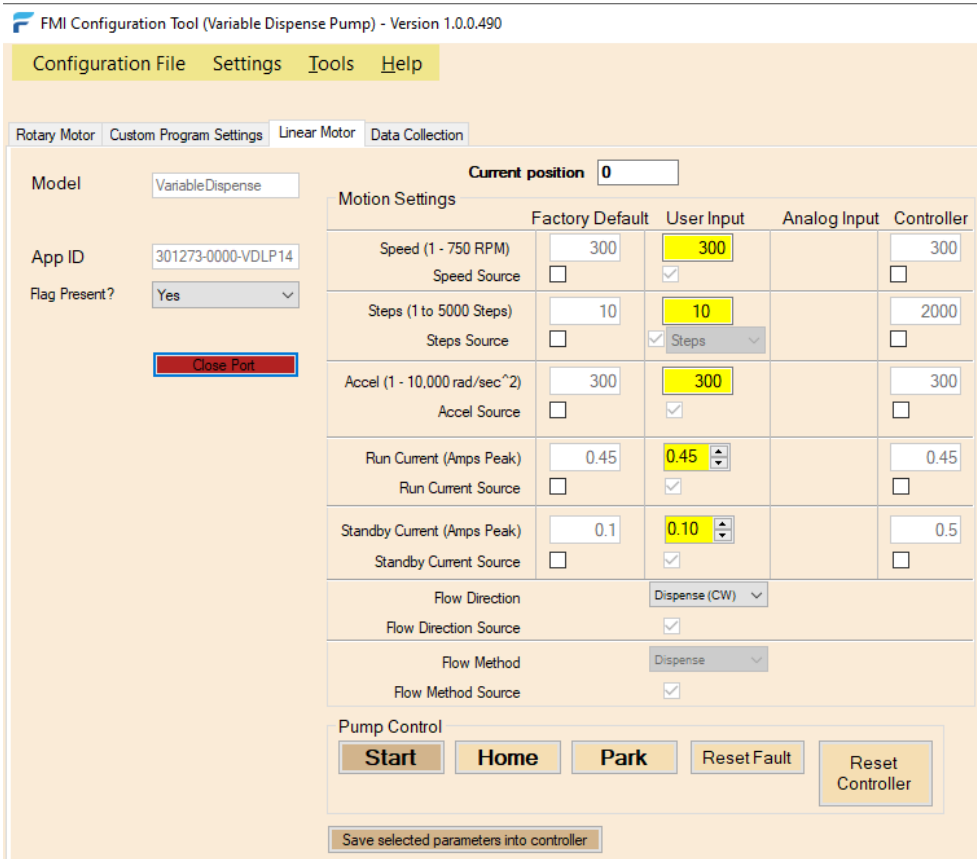 FMI Configuration Tool (Variable Dispense Pump) - Version 1.0.0.490
Configuration File Settings Tools Help
Rotary Motor Custom Program Settings Linear Motor Data Collection
Current position 0
Model VariableDispense
Motion Settings
Factory Default User Input Analog Input Controller
App ID 301273-0000-VDLP14
Speed (1 - 750 RPM) 300 300 300
Speed Source
Flag Present? Yes
Steps (1 to 5000 Steps) 10 10 2000
Steps Source Steps
Close Port
Accel (1 - 10,000 rad/sec^2) 300 300 300
Accel Source
Run Current (Amps Peak) 0.45 0.45 0.45
Run Current Source
Standby Current (Amps Peak) 0.1 0.10 0.5
Standby Current Source
Flow Direction Dispense (CW)
Flow Direction Source
Flow Method Dispense
Flow Method Source
Pump Control
Start Home Park Reset Fault Reset
Controller
Save selected parameters into controller